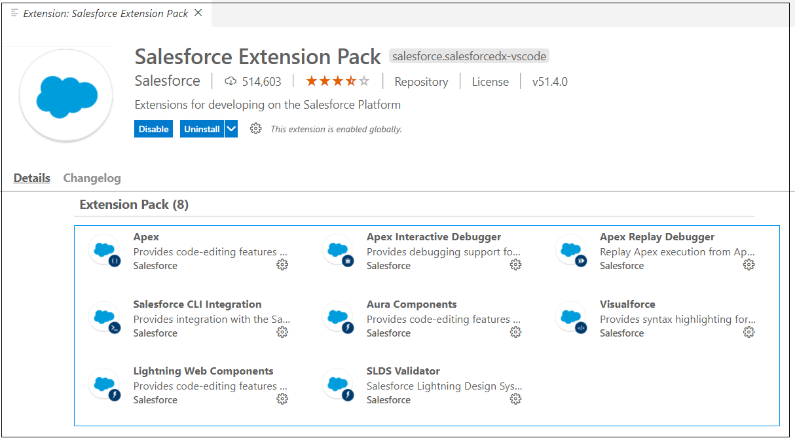 Extension: Salesforce Extension Pack
Salesforce Extension Pack salesforce.salesforcedx-vscode
Salesforce 514,603 Repository License v51.4.0
Extensions for developing on the Salesforce Platform
Disable Uninstall This extension is enabled globally.
Details Changelog
Extension Pack (8)
Apex
Provides code-editing features ...
Salesforce
Apex Interactive Debugger
Provides debugging support fo...
Salesforce
Apex Replay Debugger
Replay Apex execution from Ap...
Salesforce
Salesforce CLI Integration
Provides integration with the Sa...
Salesforce
Aura Components
Provides code-editing features ...
Salesforce
Visualforce
Provides syntax highlighting for...
Salesforce
Lightning Web Components
Provides code-editing features ...
Salesforce
SLDS Validator
Salesforce Lightning Design Sys...
Salesforce